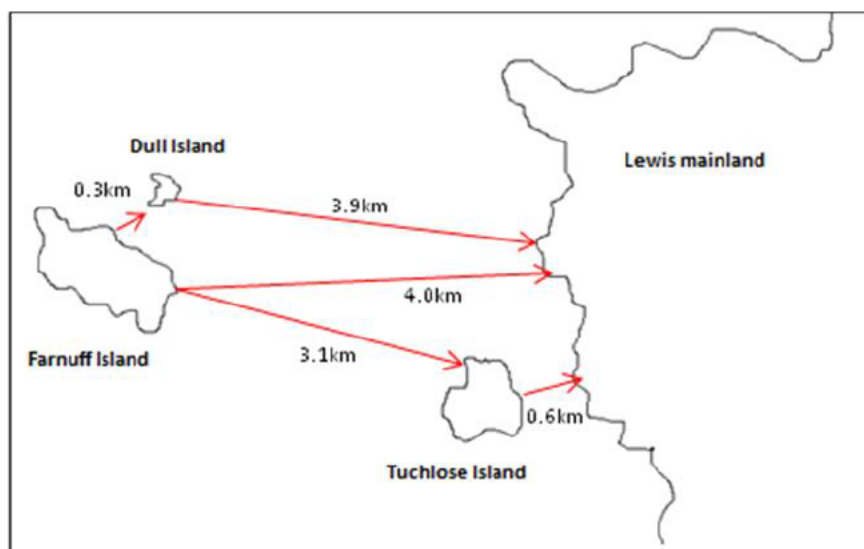 Dull Island
Lewis mainland
0.3km
3.9km
4.0km
3.1km
Farnuff Island
0.6km
Tuchlose Island